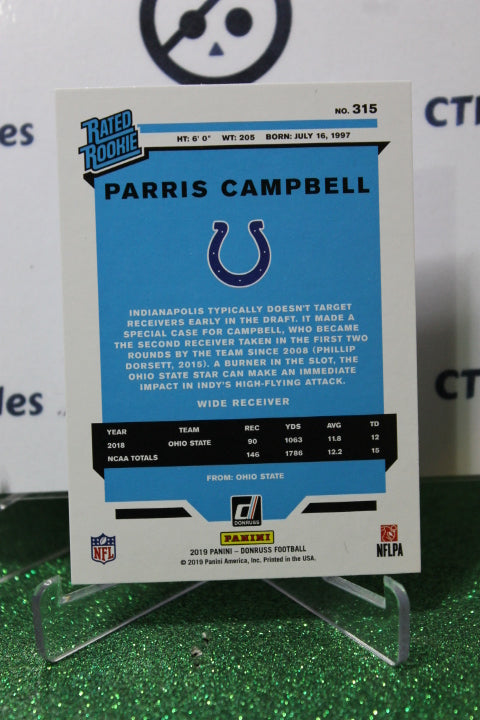 CTB
les
NO. 315
RATED
ROOKIE
HT: 6' 0" WT: 205 BORN: JULY 16, 1997
PARRIS CAMPBELL
INDIANAPOLIS TYPICALLY DOESN'T TARGET
RECEIVERS EARLY IN THE DRAFT. IT MADE A
SPECIAL CASE FOR CAMPBELL, WHO BECAME
THE SECOND RECEIVER TAKEN IN THE FIRST TWO
ROUNDS BY THE TEAM SINCE 2008 (PHILLIP
DORSETT, 2015). A BURNER IN THE SLOT, THE
OHIO STATE STAR CAN MAKE AN IMMEDIATE
IMPACT IN INDY'S HIGH-FLYING ATTACK.
WIDE RECEIVER
CT
les
YEAR TEAM REC YDS AVG TD
2018 OHIO STATE 90 1063 11.8 12
NCAA TOTALS 146 1786 12.2 15
FROM: OHIO STATE
D
DONRUSS
PANINI
NFL
NFLPA
2019 PANINI – DONRUSS FOOTBALL
© 2019 Panini America, Inc. Printed in the USA.